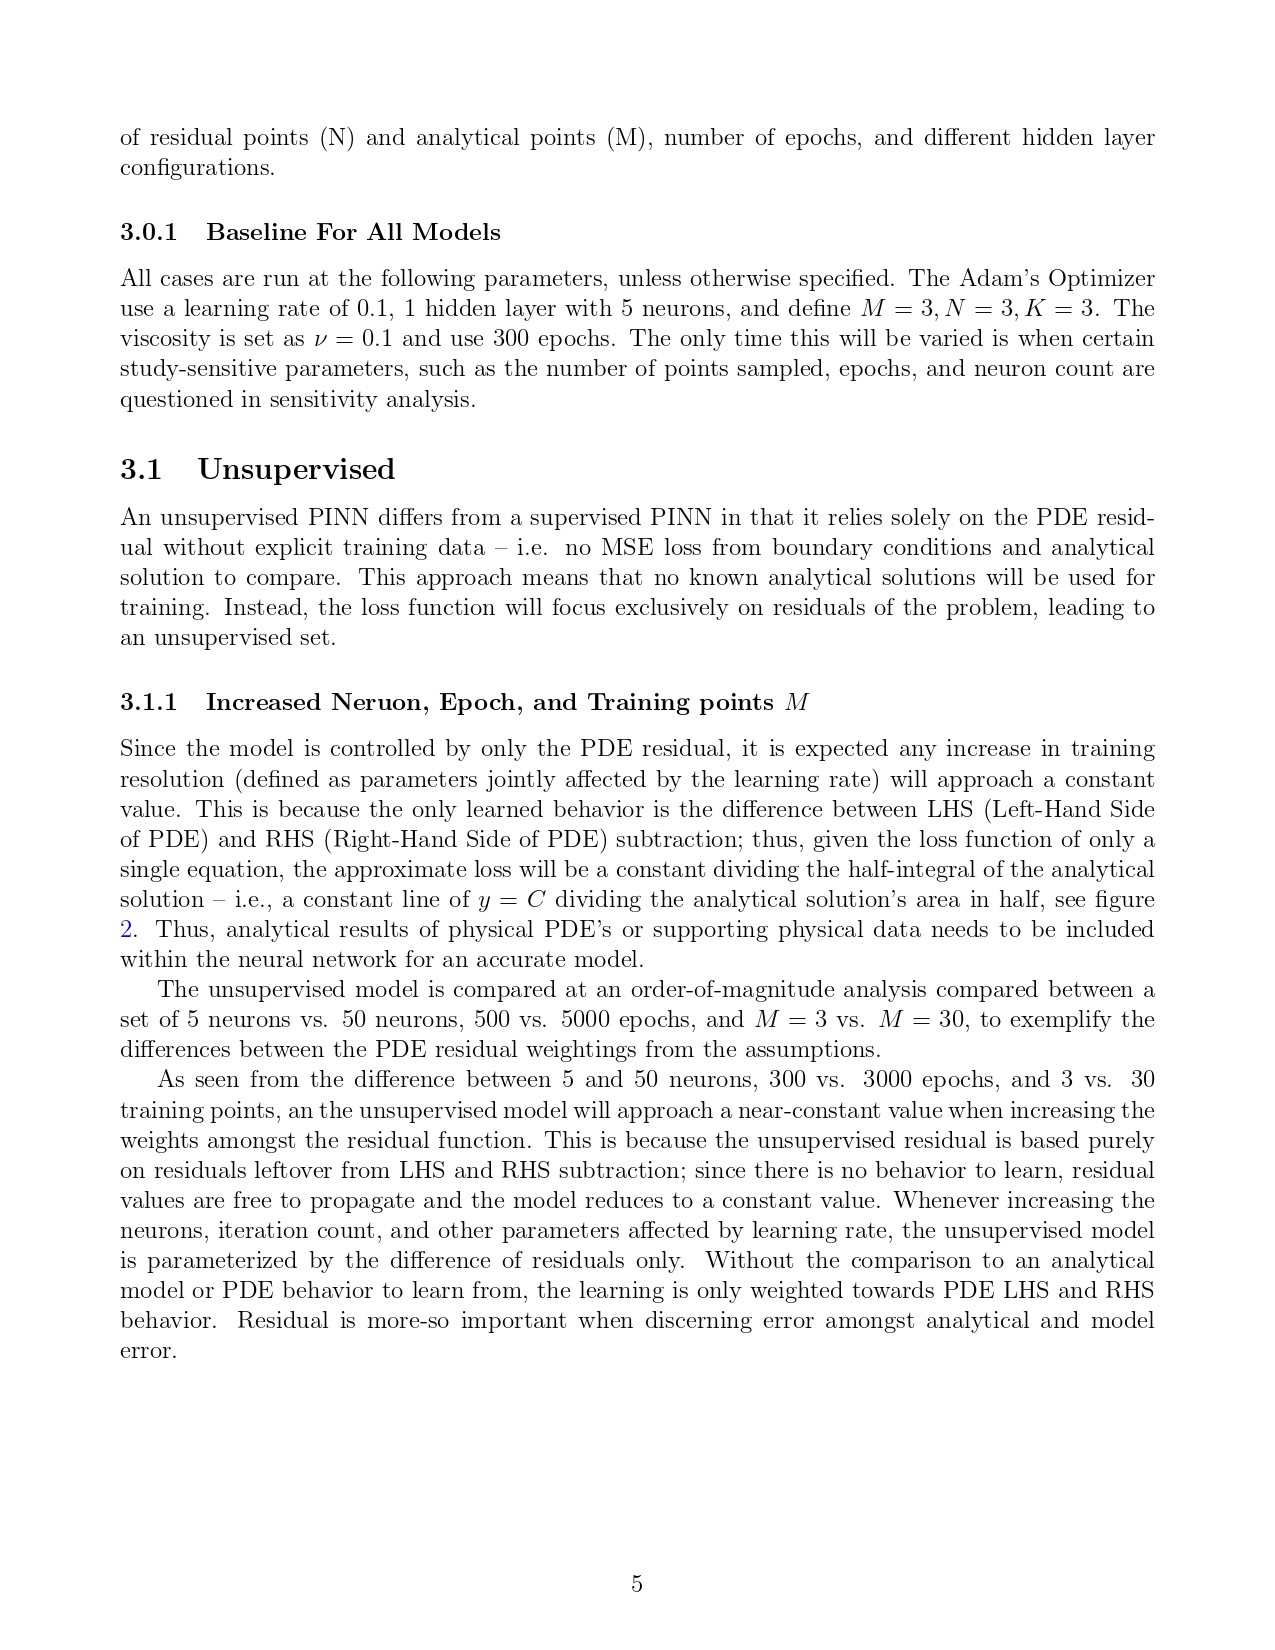 of residual points (N) and analytical points (M), number of epochs, and different hidden layer
configurations.
3.0.1 Baseline For All Models
All cases are run at the following parameters, unless otherwise specified. The Adam's Optimizer
use a learning rate of 0.1, 1 hidden layer with 5 neurons, and define M = 3, N = 3, K = 3. The
viscosity is set as ν = 0.1 and use 300 epochs. The only time this will be varied is when certain
study-sensitive parameters, such as the number of points sampled, epochs, and neuron count are
questioned in sensitivity analysis.
3.1 Unsupervised
An unsupervised PINN differs from a supervised PINN in that it relies solely on the PDE resid-
ual without explicit training data – i.e. no MSE loss from boundary conditions and analytical
solution to compare. This approach means that no known analytical solutions will be used for
training. Instead, the loss function will focus exclusively on residuals of the problem, leading to
an unsupervised set.
3.1.1 Increased Neruon, Epoch, and Training points M
Since the model is controlled by only the PDE residual, it is expected any increase in training
resolution (defined as parameters jointly affected by the learning rate) will approach a constant
value. This is because the only learned behavior is the difference between LHS (Left-Hand Side
of PDE) and RHS (Right-Hand Side of PDE) subtraction; thus, given the loss function of only a
single equation, the approximate loss will be a constant dividing the half-integral of the analytical
solution – i.e., a constant line of y = C dividing the analytical solution's area in half, see figure
2. Thus, analytical results of physical PDE's or supporting physical data needs to be included
within the neural network for an accurate model.
The unsupervised model is compared at an order-of-magnitude analysis compared between a
set of 5 neurons vs. 50 neurons, 500 vs. 5000 epochs, and M = 3 vs. M = 30, to exemplify the
differences between the PDE residual weightings from the assumptions.
As seen from the difference between 5 and 50 neurons, 300 vs. 3000 epochs, and 3 vs. 30
training points, an the unsupervised model will approach a near-constant value when increasing the
weights amongst the residual function. This is because the unsupervised residual is based purely
on residuals leftover from LHS and RHS subtraction; since there is no behavior to learn, residual
values are free to propagate and the model reduces to a constant value. Whenever increasing the
neurons, iteration count, and other parameters affected by learning rate, the unsupervised model
is parameterized by the difference of residuals only. Without the comparison to an analytical
model or PDE behavior to learn from, the learning is only weighted towards PDE LHS and RHS
behavior. Residual is more-so important when discerning error amongst analytical and model
error.
5